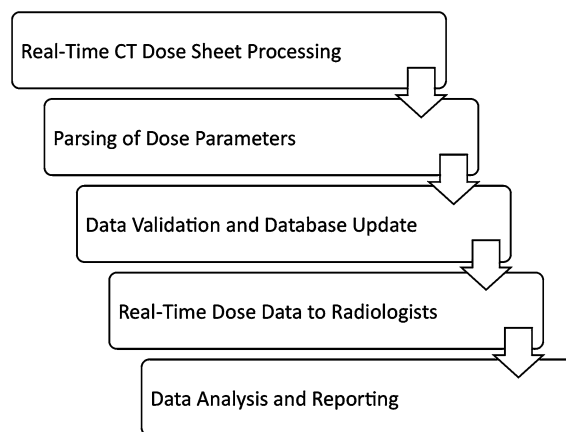 Real-Time CT Dose Sheet Processing
Parsing of Dose Parameters
Data Validation and Database Update
Real-Time Dose Data to Radiologists
Data Analysis and Reporting